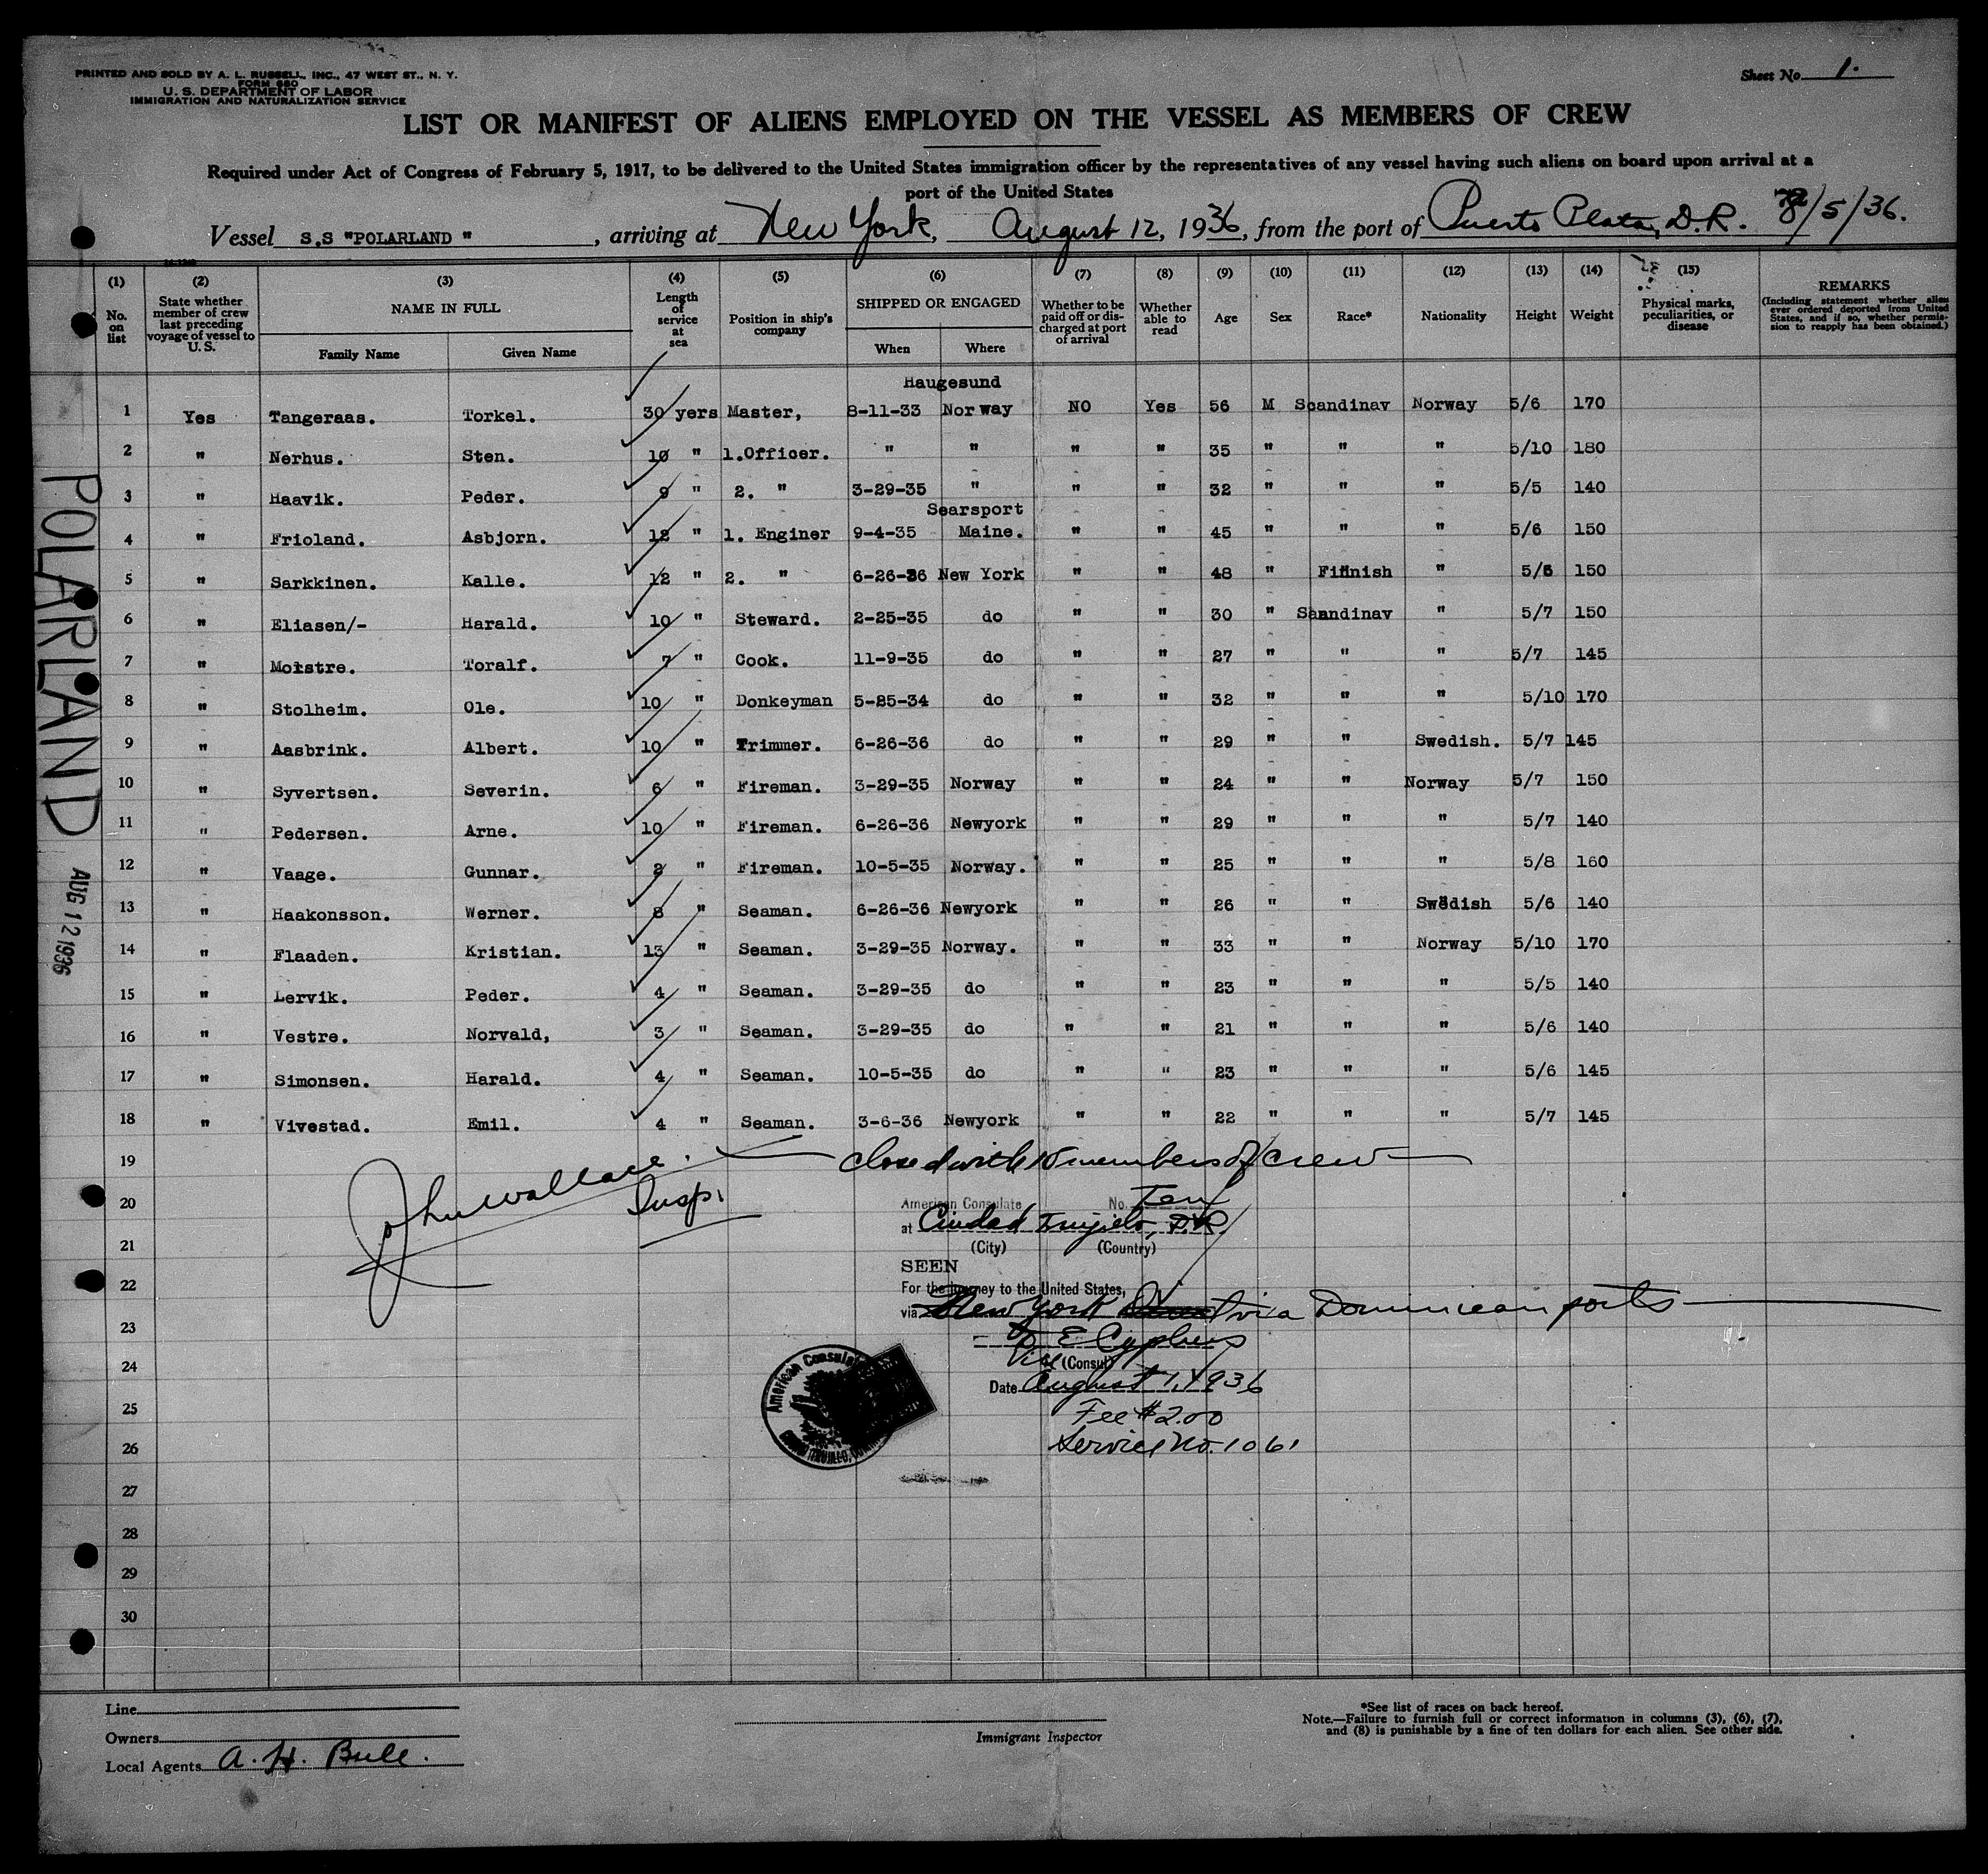 PRINTED AND SOLD BY A. L. RUSSELL, INC., 47 WEST ST., N. Y.
FORM 680
U. S. DEPARTMENT OF LABOR
IMMIGRATION AND NATURALIZATION SERVICE
Sheet No. 1.
LIST OR MANIFEST OF ALIENS EMPLOYED ON THE VESSEL AS MEMBERS OF CREW
Required under Act of Congress of February 5, 1917, to be delivered to the United States immigration officer by the representatives of any vessel having such aliens on board upon arrival at a
port of the United States
Vessel S.S "POLARLAND ", arriving at New York, August 12, 1936, from the port of Puerto Plata, D.R. 8/5/36.
(1) (2) (3) (4) (5) (6) (7) (8) (9) (10) (11) (12) (13) (14) (15)
No. on list
State whether member of crew last preceding voyage of vessel to U. S.
NAME IN FULL
Family Name Given Name
Length of service at sea
Position in ship's company
SHIPPED OR ENGAGED
When Where
Whether to be paid off or discharged at port of arrival
Whether able to read
Age
Sex
Race*
Nationality
Height
Weight
Physical marks, peculiarities, or disease
REMARKS
(Including statement whether alien ever ordered deported from United States, and if so, whether permission to reapply has been obtained.)
Haugesund
1 Yes Tangeraas. Torkel. 30 yers Master, 8-11-33 Norway NO Yes 56 M Scandinav Norway 5/6 170
2 " Nerhus. Sten. 10 " 1.Officer. " " " " 35 " " " 5/10 180
3 " Haavik. Peder. 9 " 2. " 3-29-35 " " " 32 " " " 5/5 140
Searsport
4 " Frioland. Asbjorn. 12 " 1. Enginer 9-4-35 Maine. " " 45 " " " 5/6 150
5 " Sarkkinen. Kalle. 12 " 2. " 6-26-36 New York " " 48 " Finnish " 5/6 150
6 " Eliasen/- Harald. 10 " Steward. 2-25-35 do " " 30 " Scandinav " 5/7 150
7 " Moistre. Toralf. 7 " Cook. 11-9-35 do " " 27 " " " 5/7 145
8 " Stolheim. Ole. 10 " Donkeyman 5-25-34 do " " 32 " " " 5/10 170
9 " Aasbrink. Albert. 10 " Trimmer. 6-26-36 do " " 29 " " Swedish. 5/7 145
10 " Syvertsen. Severin. 6 " Fireman. 3-29-35 Norway " " 24 " " Norway 5/7 150
11 " Pedersen. Arne. 10 " Fireman. 6-26-36 Newyork " " 29 " " " 5/7 140
12 " Vaage. Gunnar. 2 " Fireman. 10-5-35 Norway. " " 25 " " " 5/8 160
13 " Haakonsson. Werner. 8 " Seaman. 6-26-36 Newyork " " 26 " " Swedish 5/6 140
14 " Flaaden. Kristian. 13 " Seaman. 3-29-35 Norway. " " 33 " " Norway 5/10 170
15 " Lervik. Peder. 4 " Seaman. 3-29-35 do " " 23 " " " 5/5 140
16 " Vestre. Norvald, 3 " Seaman. 3-29-35 do " " 21 " " " 5/6 140
17 " Simonsen. Harald. 4 " Seaman. 10-5-35 do " " 23 " " " 5/6 145
18 " Vivestad. Emil. 4 " Seaman. 3-6-36 Newyork " " 22 " " " 5/7 145
19 Closed with 18 members of crew
John Wallace. Insp.
20
American Consulate No. Ten
at Ciudad Trujillo, D.R.
21
(City) (Country)
SEEN
22
For the journey to the United States,
via New York via Dominican ports
23
E Cyphers
Vice (Consul)
24
Date August 1, 1936
25
Fee $2.00
26
Service No. 1061
27
28
29
30
American Consulate
POLARLAND
AUG 12 1936
Line
Owners
Local Agents A. H. Bull.
Immigrant Inspector
*See list of races on back hereof.
Note.—Failure to furnish full or correct information in columns (3), (6), (7),
and (8) is punishable by a fine of ten dollars for each alien. See other side.